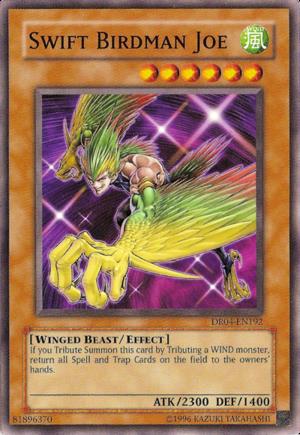 SWIFT BIRDMAN JOE
WIND
風
DR04-EN192
[WINGED BEAST/EFFECT]
If you Tribute Summon this card by Tributing a WIND monster,
return all Spell and Trap Cards on the field to the owners'
hands.
ATK/2300 DEF/1400
81896370
©1996 KAZUKI TAKAHASHI